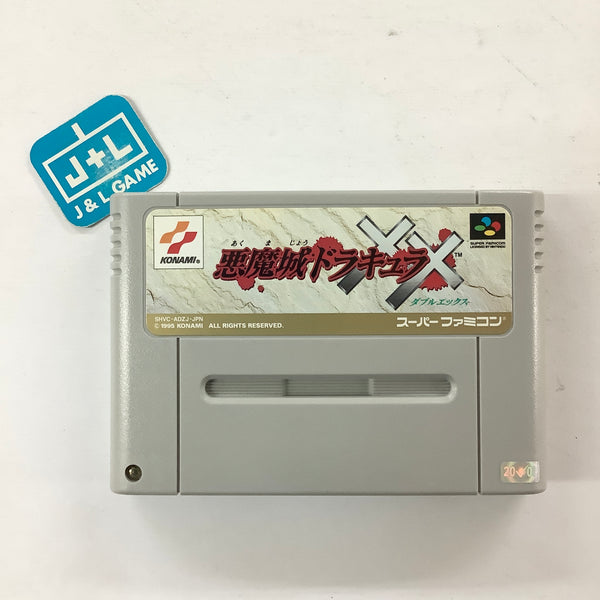 J+L
J & L GAME
KONAMI®
あくまじょう
悪魔城ドラキュラXX™
ダブルエックス
SUPER FAMICOM
LICENSED BY NINTENDO
SHVC-ADZJ-JPN
© 1995 KONAMI ALL RIGHTS RESERVED.
スーパーファミコン®